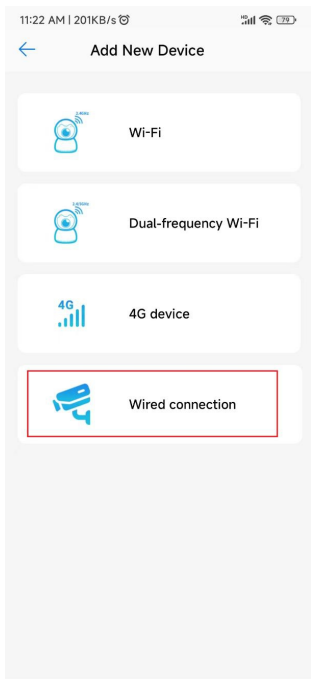 11:22 AM | 201KB/s
HD
79
Add New Device
Wi-Fi
Dual-frequency Wi-Fi
4G
4G device
Wired connection